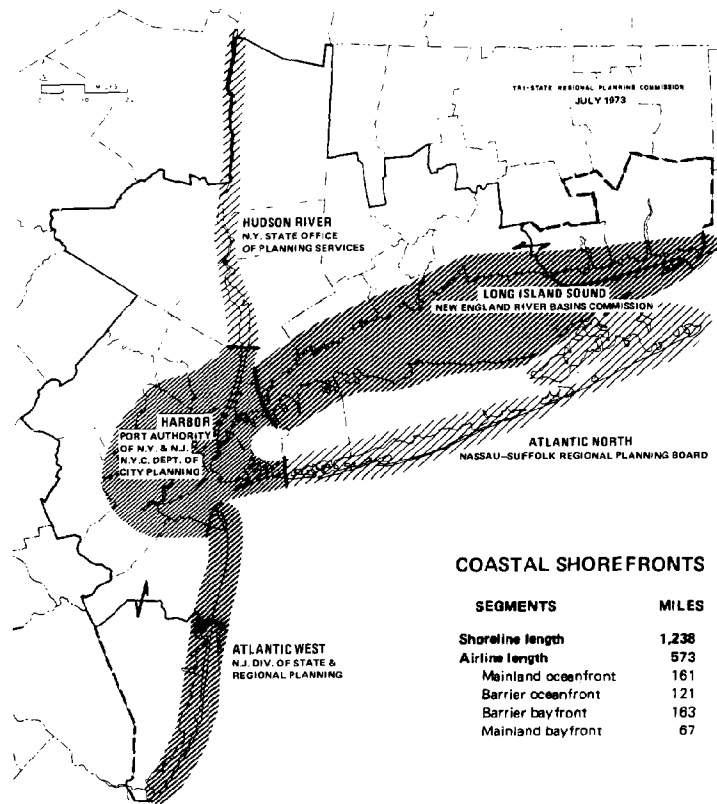 TRI-STATE REGIONAL PLANNING COMMISSION
JULY 1973
HUDSON RIVER
N.Y. STATE OFFICE
OF PLANNING SERVICES
LONG ISLAND SOUND
NEW ENGLAND RIVER BASINS COMMISSION
HARBOR
PORT AUTHORITY
OF N.Y. & N.J.
N.Y.C. DEPT. OF
CITY PLANNING
ATLANTIC NORTH
NASSAU–SUFFOLK REGIONAL PLANNING BOARD
ATLANTIC WEST
N.J. DIV. OF STATE &
REGIONAL PLANNING
COASTAL SHOREFRONTS
SEGMENTS MILES
Shoreline length 1,238
Airline length 573
Mainland oceanfront 161
Barrier oceanfront 121
Barrier bayfront 163
Mainland bayfront 67